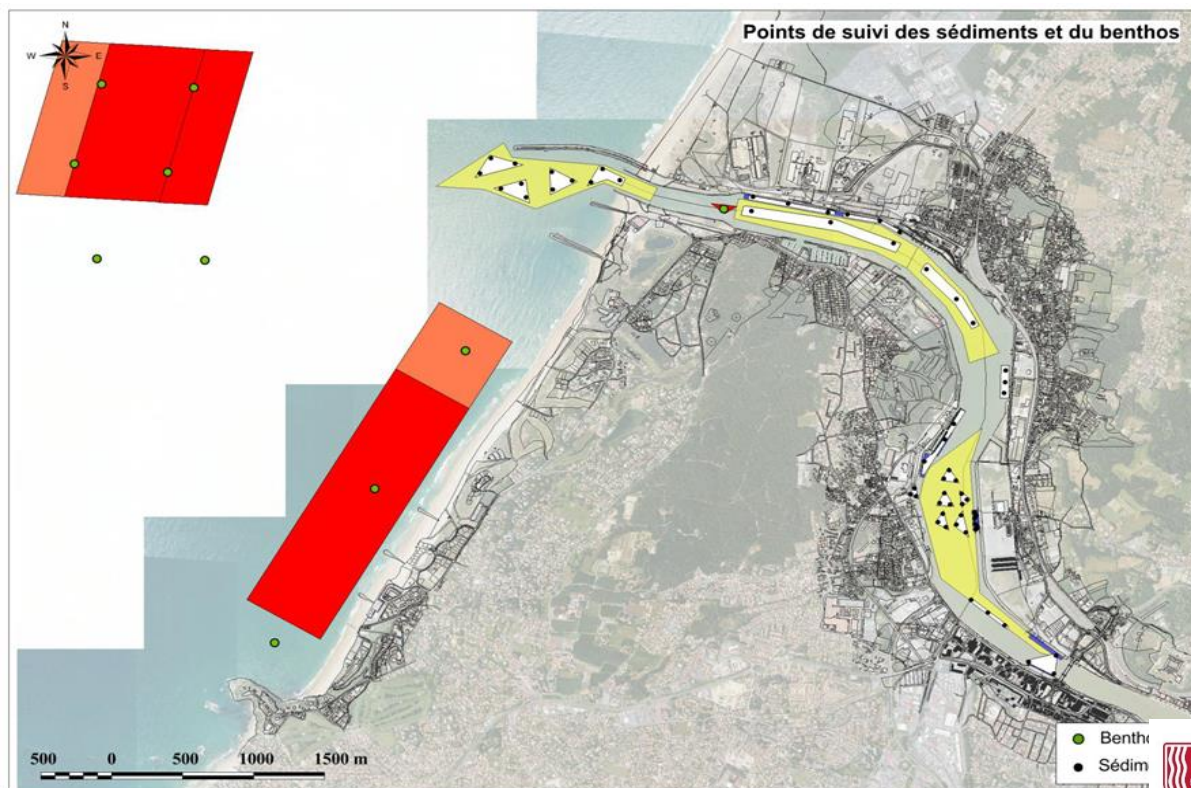 Points de suivi des sédiments et du benthos
N
W E
S
500 0 500 1000 1500 m
Bentho
Sédim